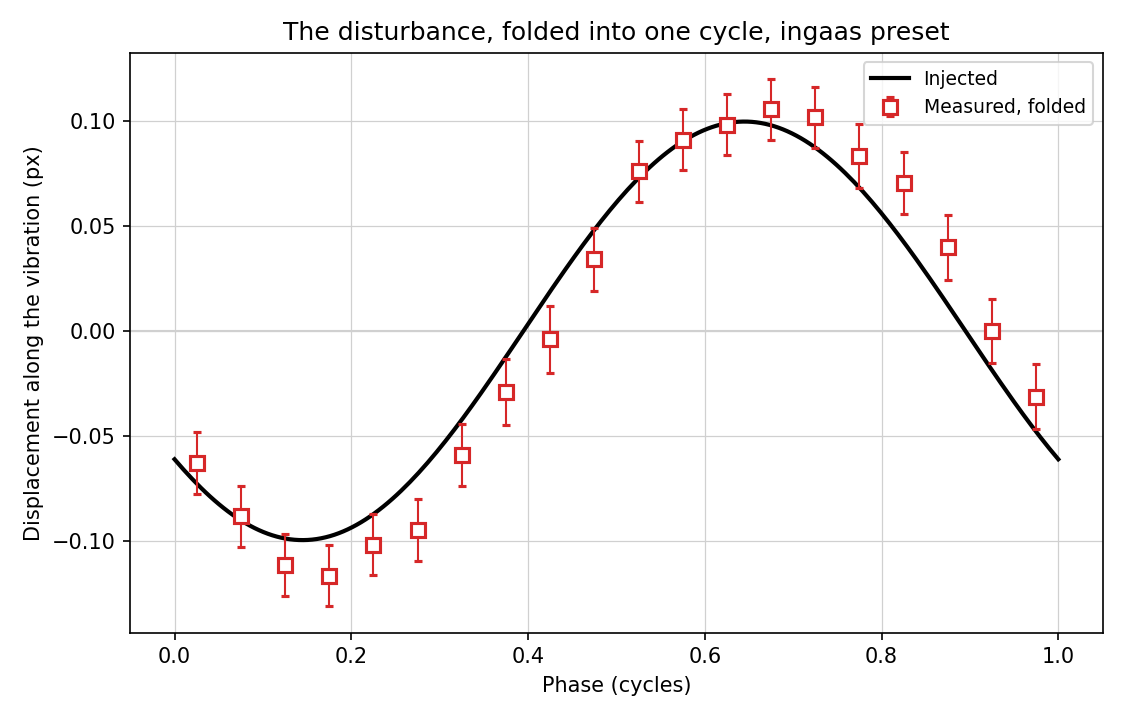 The disturbance, folded into one cycle, ingaas preset
Injected
Measured, folded
Displacement along the vibration (px)
0.10
0.05
0.00
−0.05
−0.10
0.0 0.2 0.4 0.6 0.8 1.0
Phase (cycles)